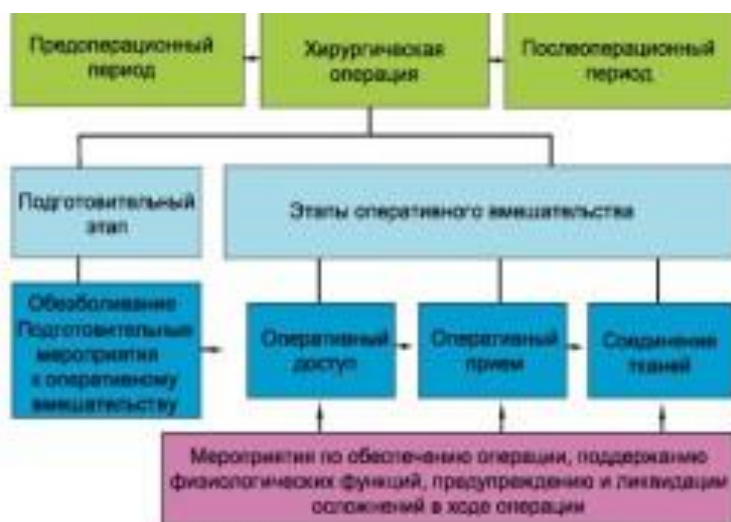 Предоперационный
период
Хирургическая
операция
Послеоперационный
период
Подготовительный
этап
Этапы оперативного вмешательства
Обезболивание
Подготовительные
мероприятия
к оперативному
вмешательству
Оперативный
доступ
Оперативный
прием
Соединение
тканей
Мероприятия по обеспечению операции, поддержанию
физиологических функций, предупреждению и ликвидации
осложнений в ходе операции